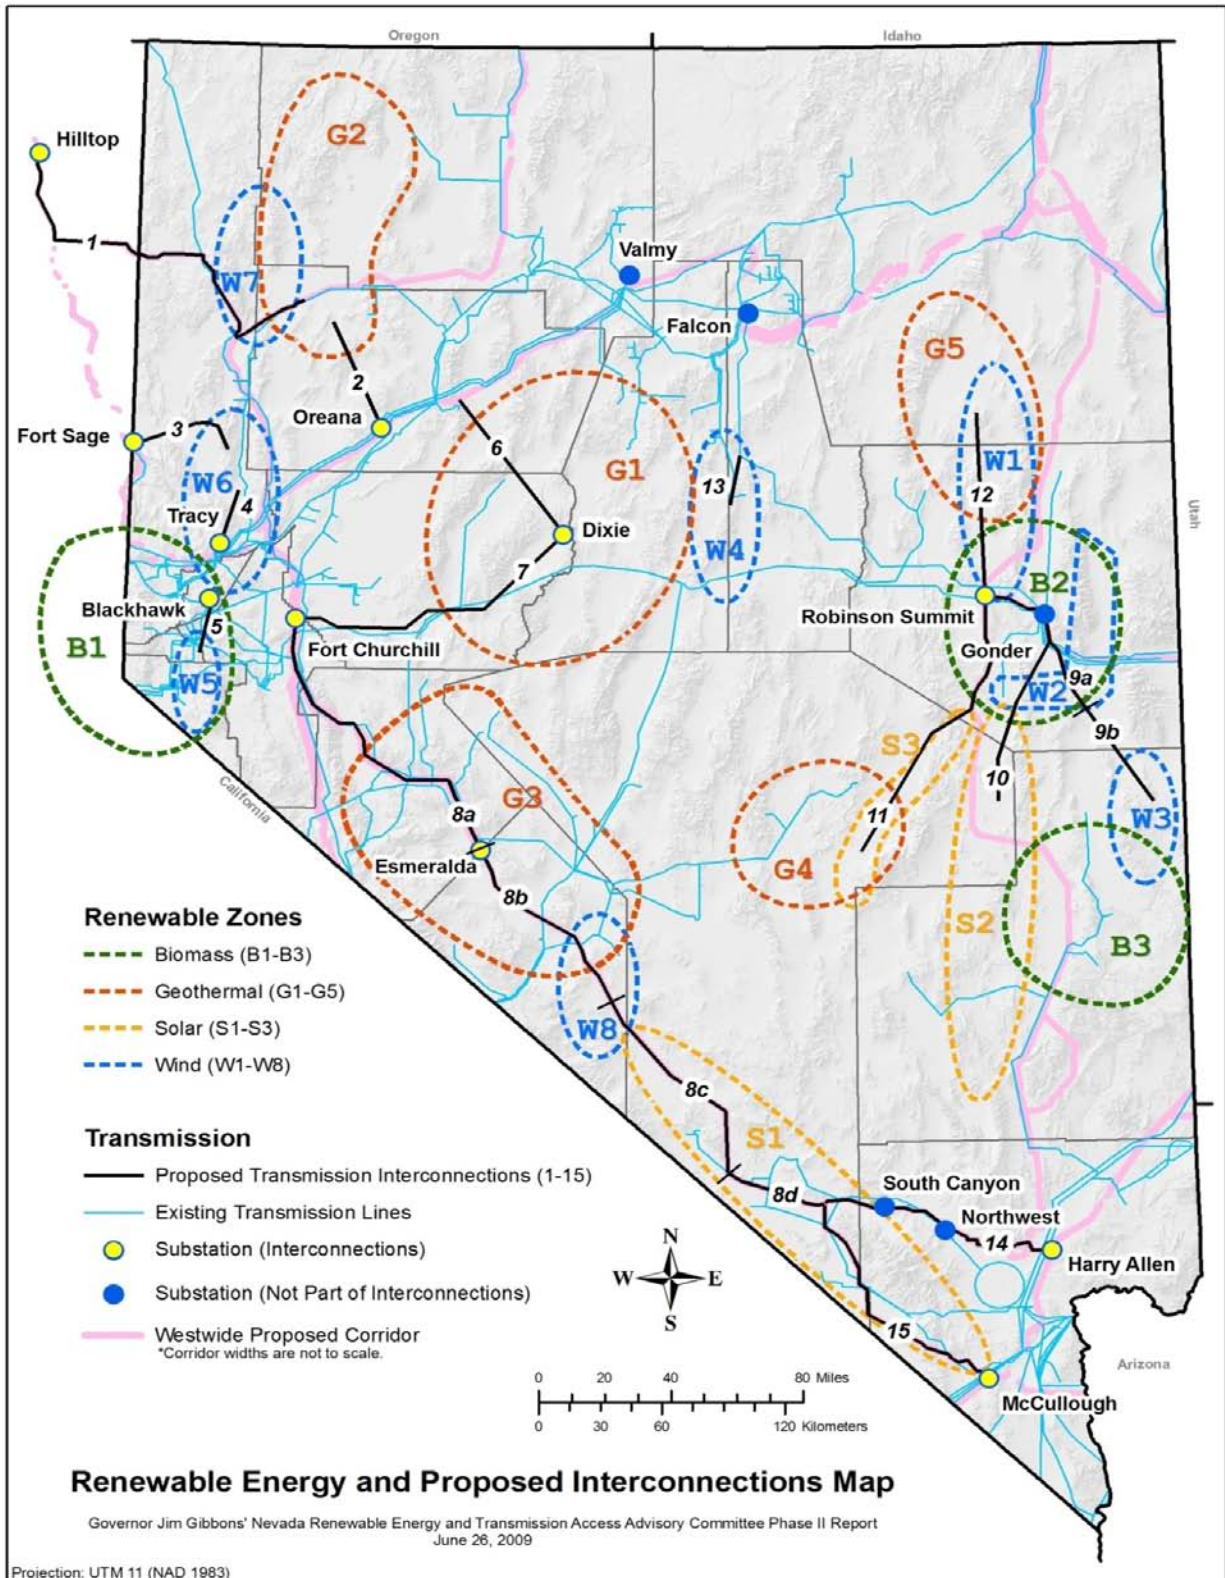 Oregon
Idaho
Hilltop
G2
1
W7
Valmy
Falcon
G5
2
Oreana
Fort Sage
3
6
G1
W1
W6
4
13
12
Utah
Tracy
Dixie
W4
7
B2
Blackhawk
5
Robinson Summit
B1
Fort Churchill
Gonder
W5
9a
W2
9b
S3
California
10
G3
8a
11
W3
Esmeralda
G4
8b
S2
B3
W8
8c
S1
8d
South Canyon
Northwest
14
Harry Allen
15
Arizona
McCullough
Renewable Zones
Biomass (B1-B3)
Geothermal (G1-G5)
Solar (S1-S3)
Wind (W1-W8)
Transmission
Proposed Transmission Interconnections (1-15)
Existing Transmission Lines
Substation (Interconnections)
Substation (Not Part of Interconnections)
Westwide Proposed Corridor
*Corridor widths are not to scale.
N
W E
S
0 20 40 80 Miles
0 30 60 120 Kilometers
Renewable Energy and Proposed Interconnections Map
Governor Jim Gibbons' Nevada Renewable Energy and Transmission Access Advisory Committee Phase II Report
June 26, 2009
Projection: UTM 11 (NAD 1983)